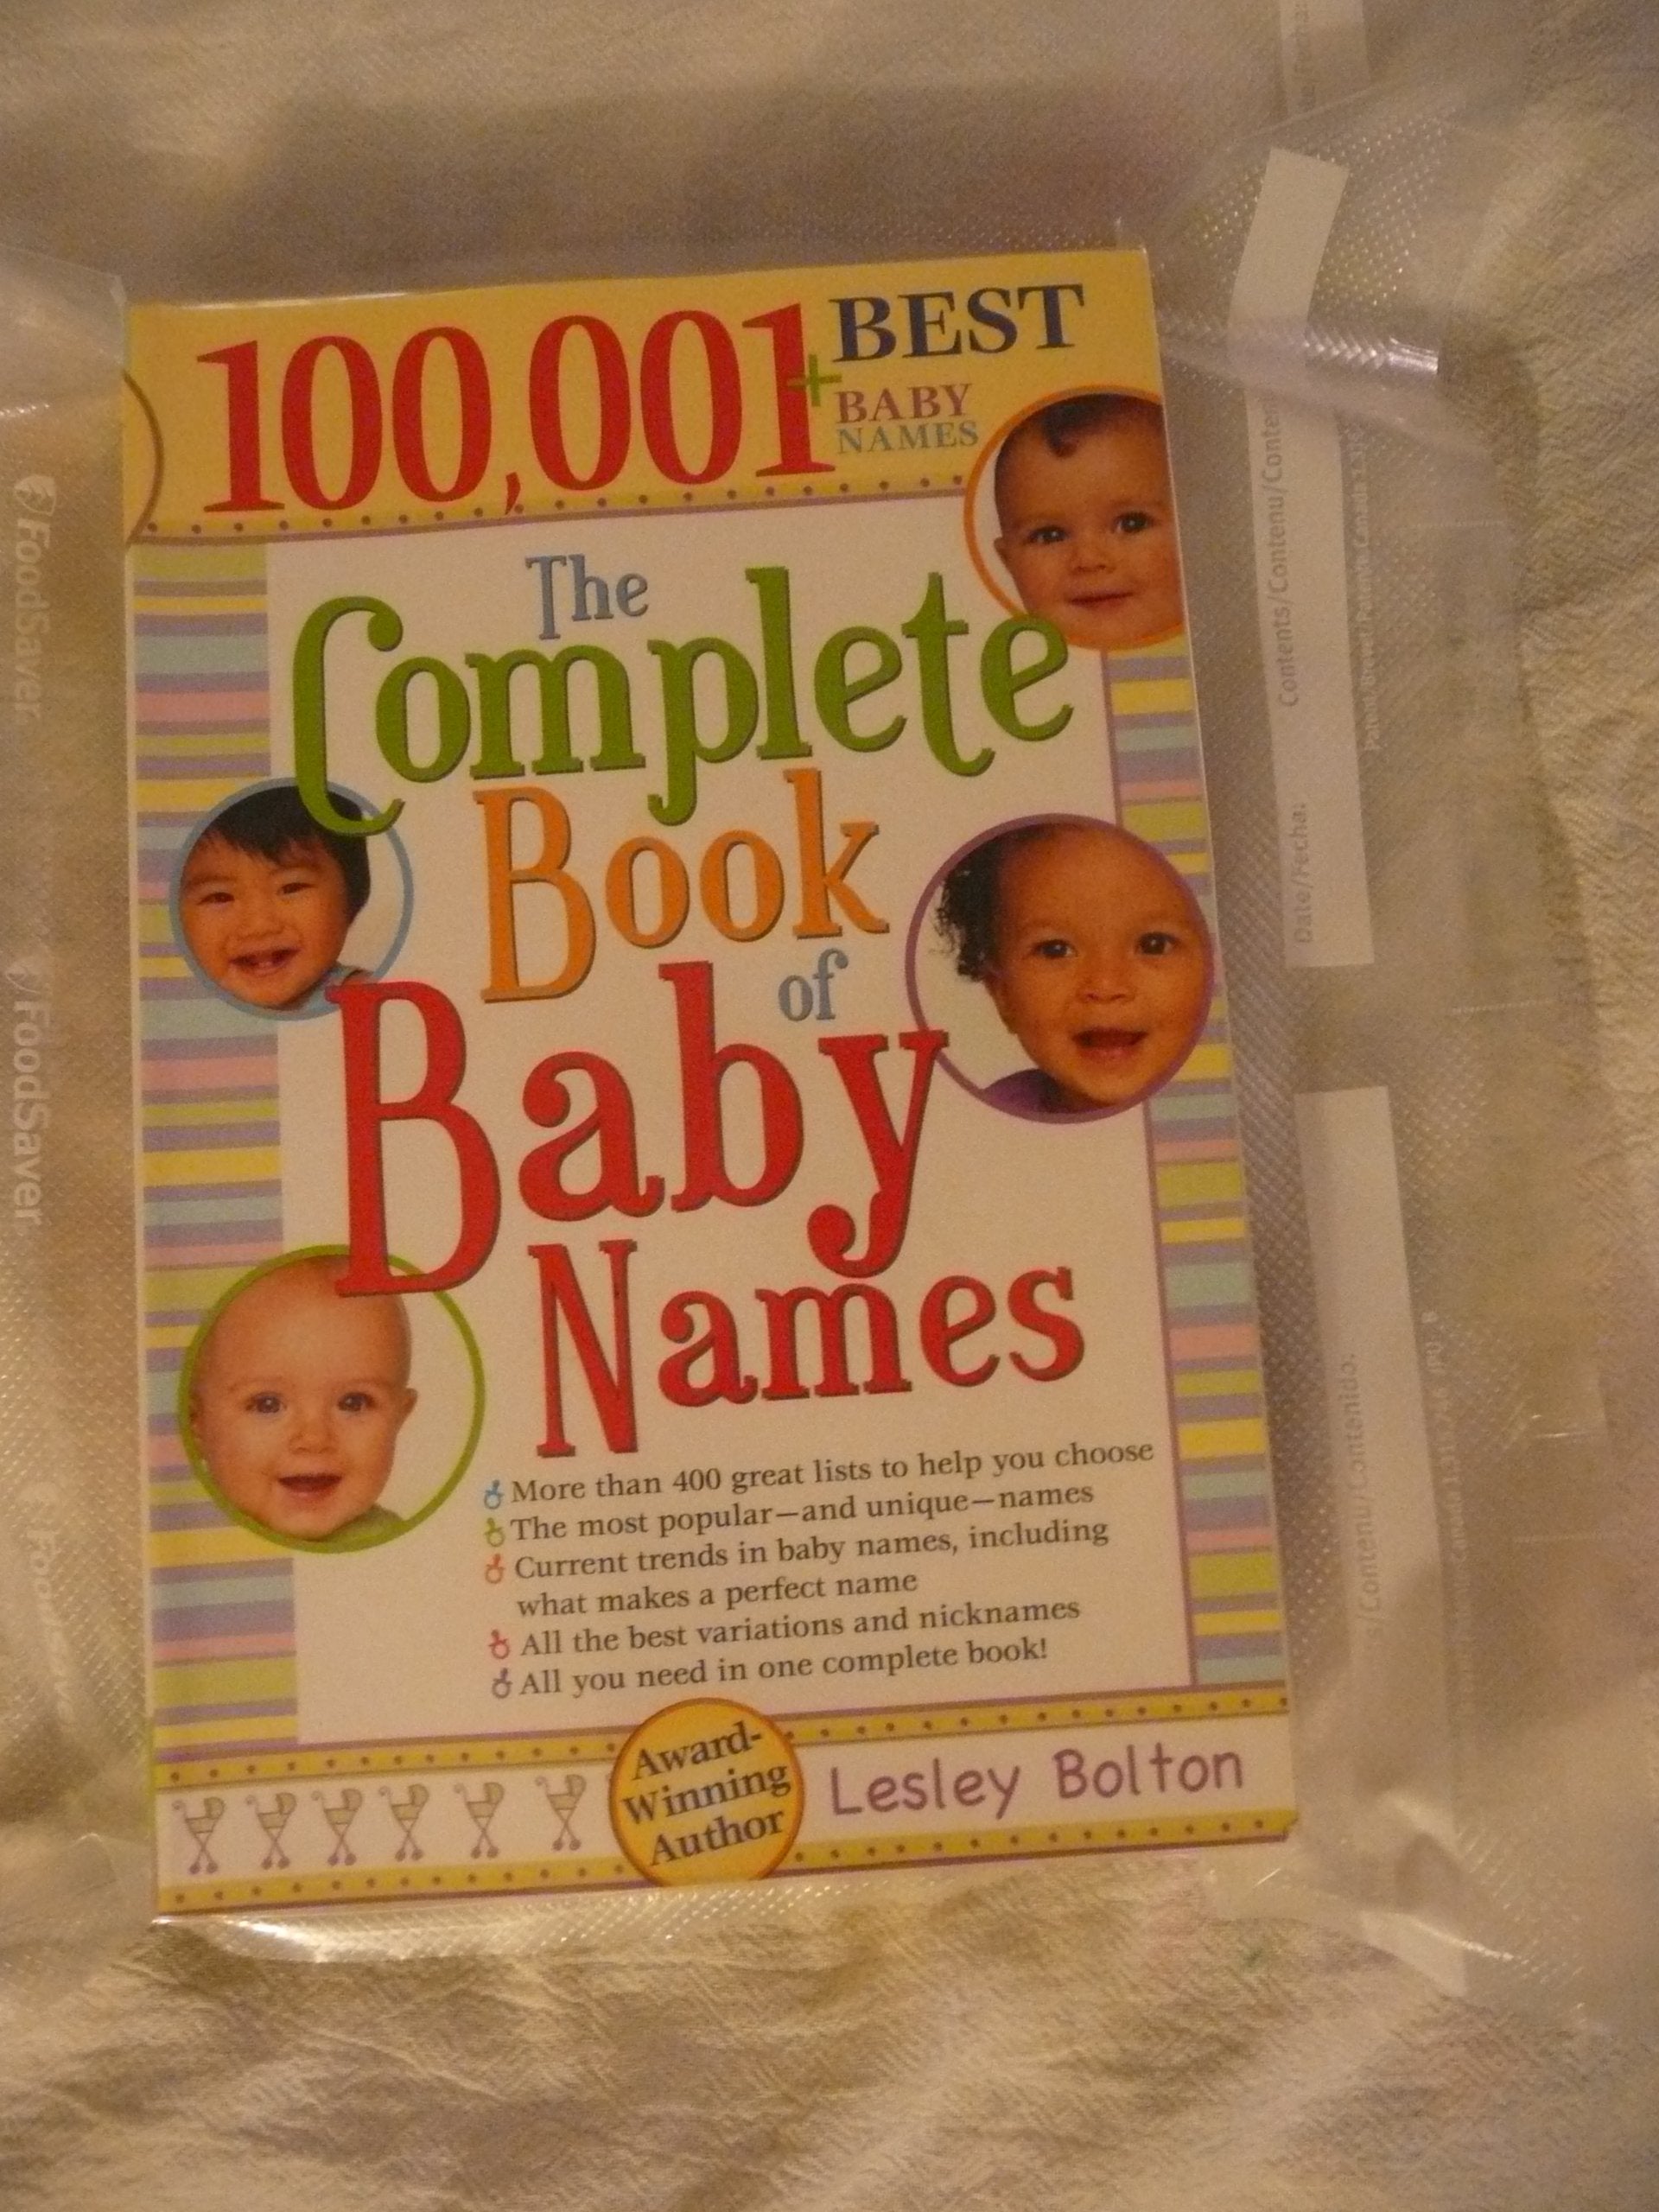 100,001+ BEST
BABY
NAMES
The
Complete
Book
of
Baby
Names
More than 400 great lists to help you choose
The most popular—and unique—names
Current trends in baby names, including
what makes a perfect name
All the best variations and nicknames
All you need in one complete book!
Award-
Winning
Author
Lesley Bolton
FoodSaver
FoodSaver
Contents/Contenu/Conte
Date/Fecha:
s/Contenu/Contenido: